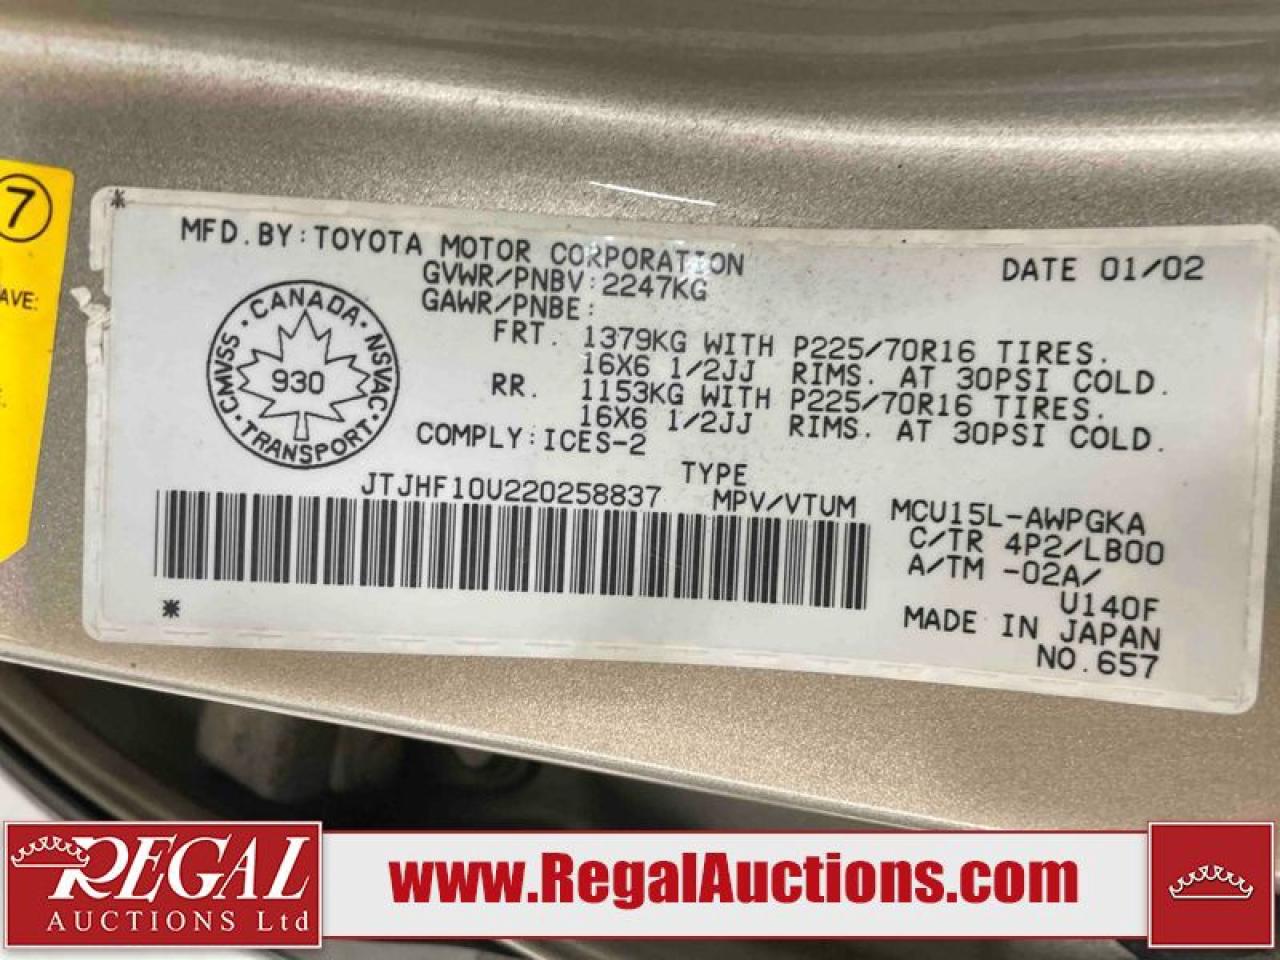 7
AVE:
MFD. BY: TOYOTA MOTOR CORPORATION
DATE 01/02
GVWR/PNBV: 2247KG
GAWR/PNBE:
FRT. 1379KG WITH P225/70R16 TIRES.
16X6 1/2JJ RIMS. AT 30PSI COLD.
RR. 1153KG WITH P225/70R16 TIRES.
16X6 1/2JJ RIMS. AT 30PSI COLD.
COMPLY: ICES-2
CANADA · NSVAC · TRANSPORT · CMVSS ·
930
JTJHF10U220258837
TYPE
MPV/VTUM
MCU15L-AWPGKA
C/TR 4P2/LB00
A/TM -02A/
U140F
MADE IN JAPAN
NO. 657
REGAL
AUCTIONS Ltd
www.RegalAuctions.com